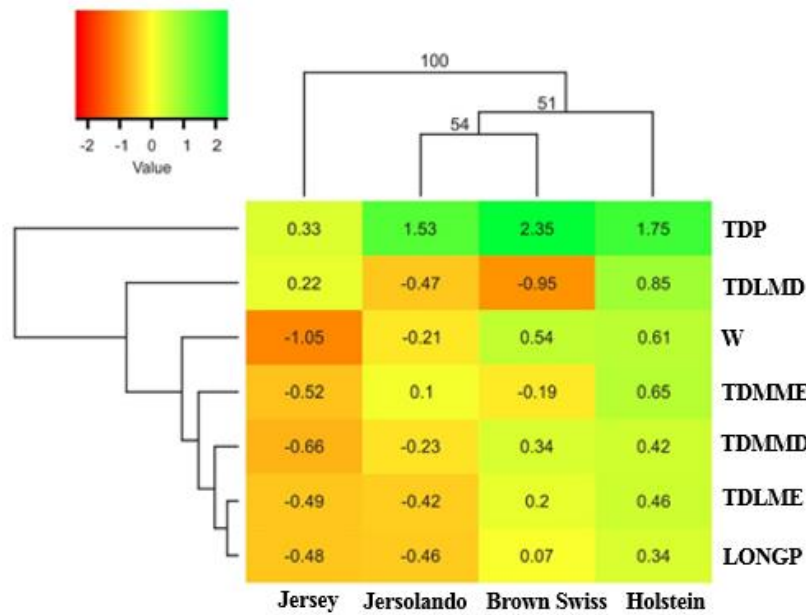 100
51
54
-2 -1 0 1 2
Value
0.33 1.53 2.35 1.75 TDP
0.22 -0.47 -0.95 0.85 TDLMD
-1.05 -0.21 0.54 0.61 W
-0.52 0.1 -0.19 0.65 TDMME
-0.66 -0.23 0.34 0.42 TDMMD
-0.49 -0.42 0.2 0.46 TDLME
-0.48 -0.46 0.07 0.34 LONGP
Jersey Jersolando Brown Swiss Holstein